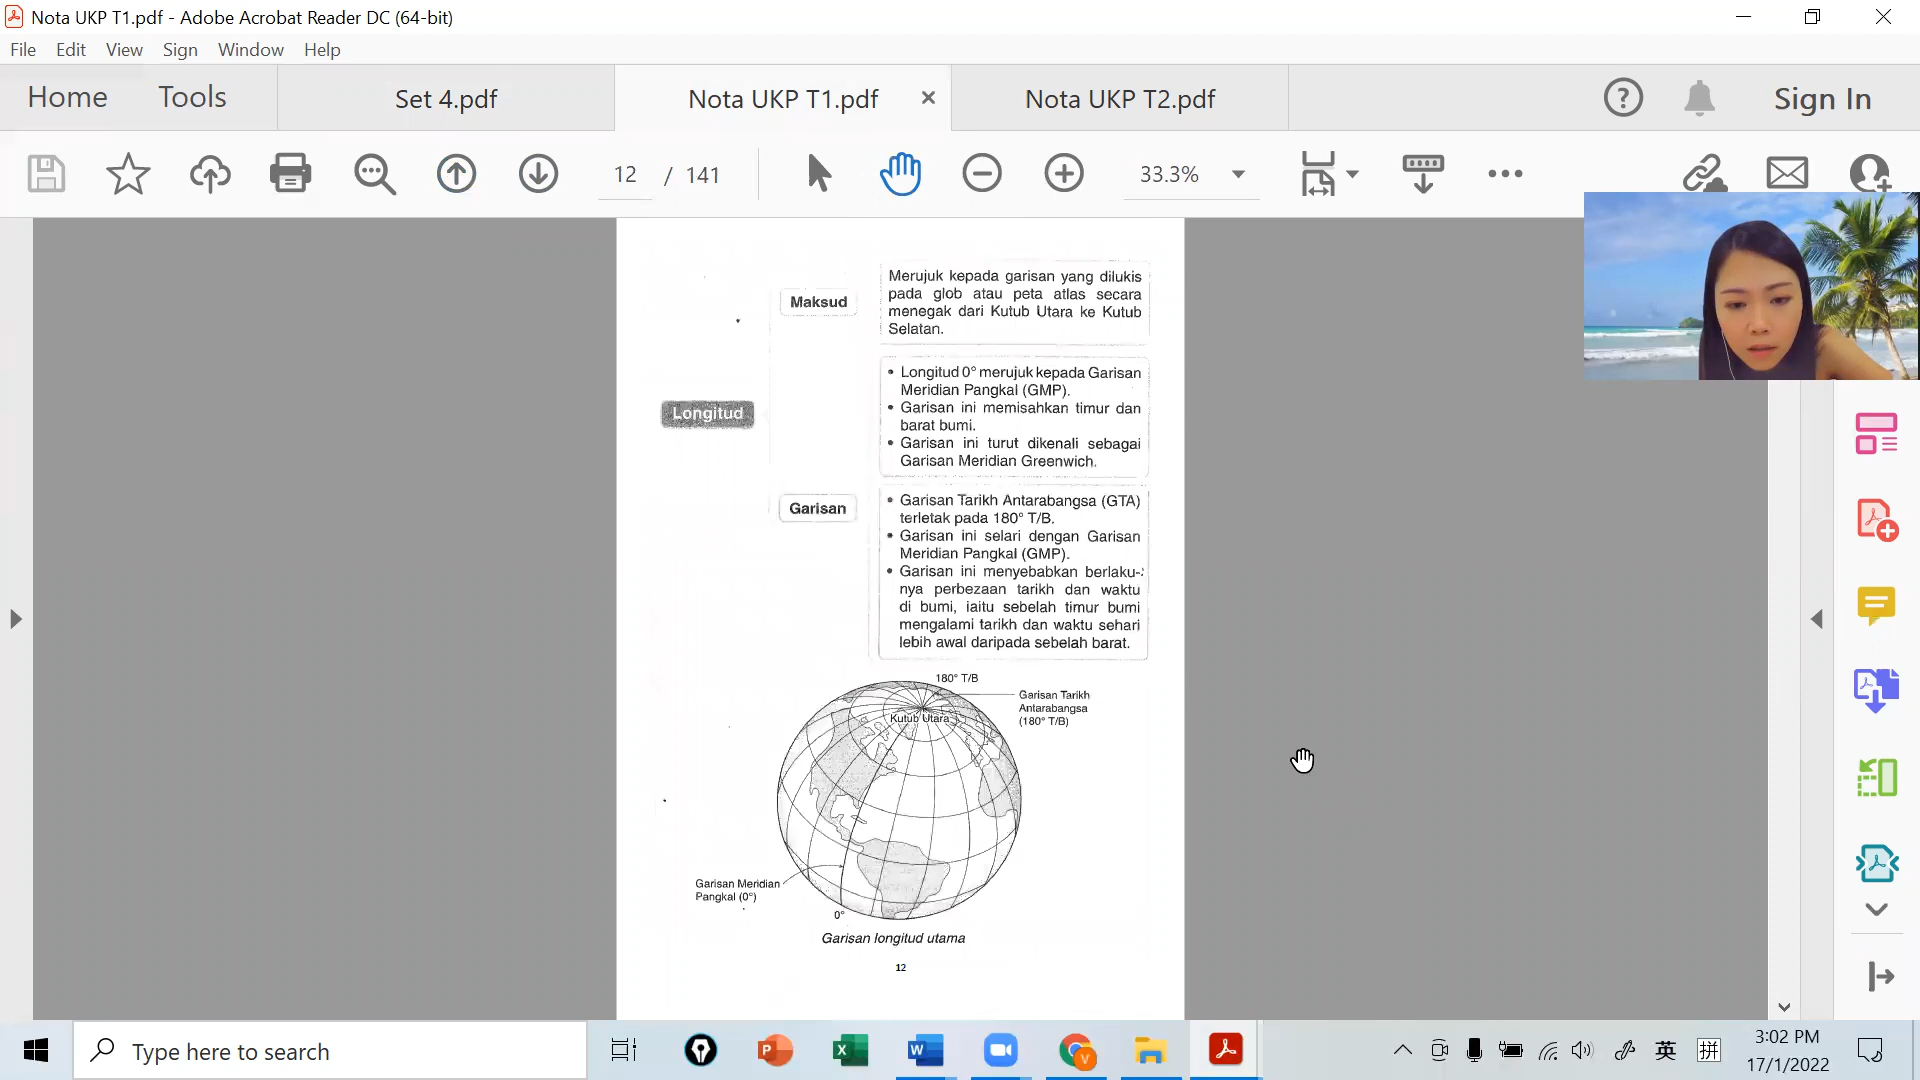 Nota UKP T1.pdf - Adobe Acrobat Reader DC (64-bit)
File Edit View Sign Window Help
Home Tools Set 4.pdf Nota UKP T1.pdf × Nota UKP T2.pdf ? Sign In
12 / 141 33.3%
Maksud
Merujuk kepada garisan yang dilukis
pada glob atau peta atlas secara
menegak dari Kutub Utara ke Kutub
Selatan.
Longitud
• Longitud 0° merujuk kepada Garisan
Meridian Pangkal (GMP).
• Garisan ini memisahkan timur dan
barat bumi.
• Garisan ini turut dikenali sebagai
Garisan Meridian Greenwich.
Garisan
• Garisan Tarikh Antarabangsa (GTA)
terletak pada 180° T/B.
• Garisan ini selari dengan Garisan
Meridian Pangkal (GMP).
• Garisan ini menyebabkan berlaku-
nya perbezaan tarikh dan waktu
di bumi, iaitu sebelah timur bumi
mengalami tarikh dan waktu sehari
lebih awal daripada sebelah barat.
180° T/B
Garisan Tarikh
Antarabangsa
(180° T/B)
Kutub Utara
Garisan Meridian
Pangkal (0°)
0°
Garisan longitud utama
12
Type here to search
P X W V
英 拼
3:02 PM
17/1/2022